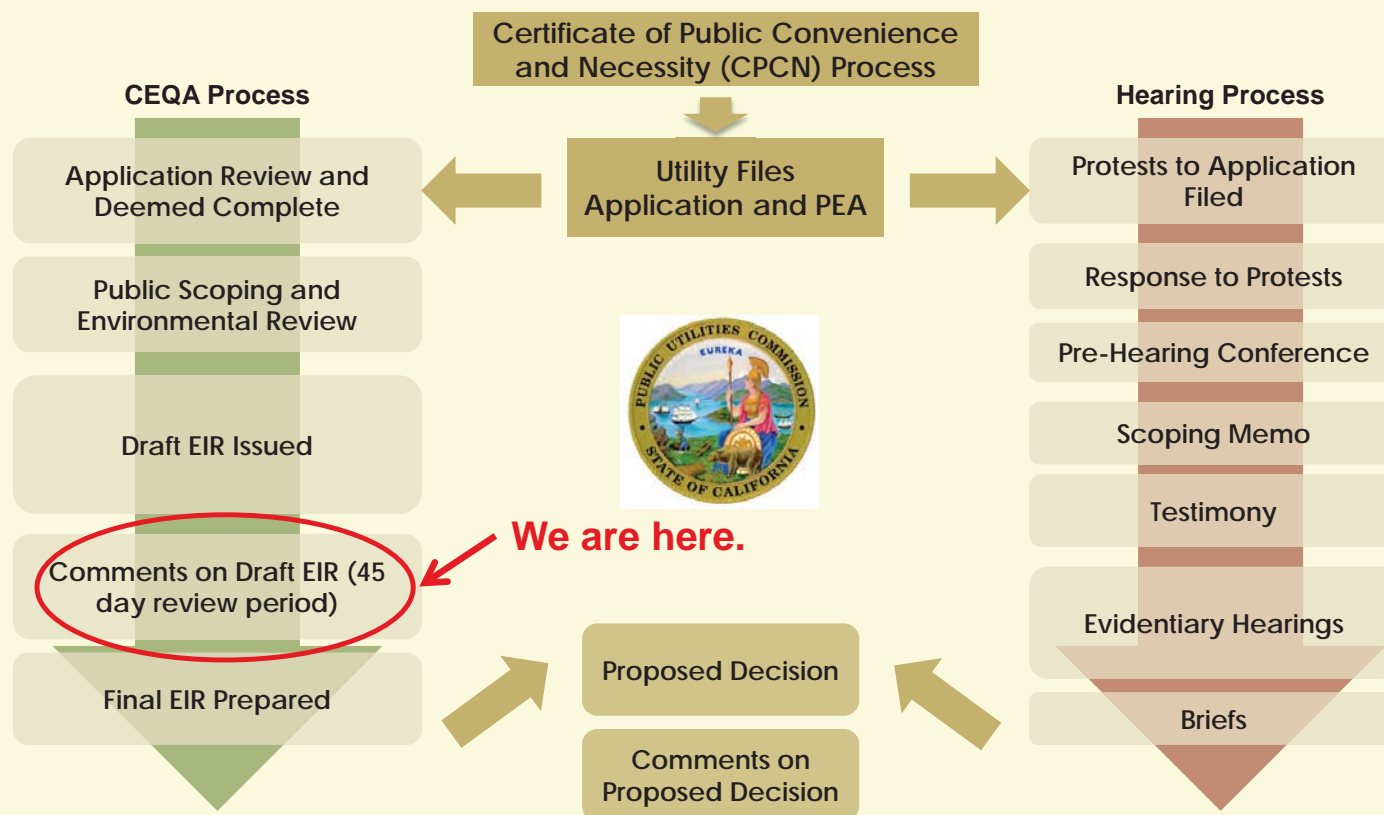 Certificate of Public Convenience
and Necessity (CPCN) Process
CEQA Process
Hearing Process
Utility Files
Application and PEA
Application Review and
Deemed Complete
Public Scoping and
Environmental Review
Draft EIR Issued
Comments on Draft EIR (45
day review period)
Final EIR Prepared
PUBLIC UTILITIES COMMISSION
EUREKA
STATE OF CALIFORNIA
We are here.
Protests to Application
Filed
Response to Protests
Pre-Hearing Conference
Scoping Memo
Testimony
Evidentiary Hearings
Briefs
Proposed Decision
Comments on
Proposed Decision